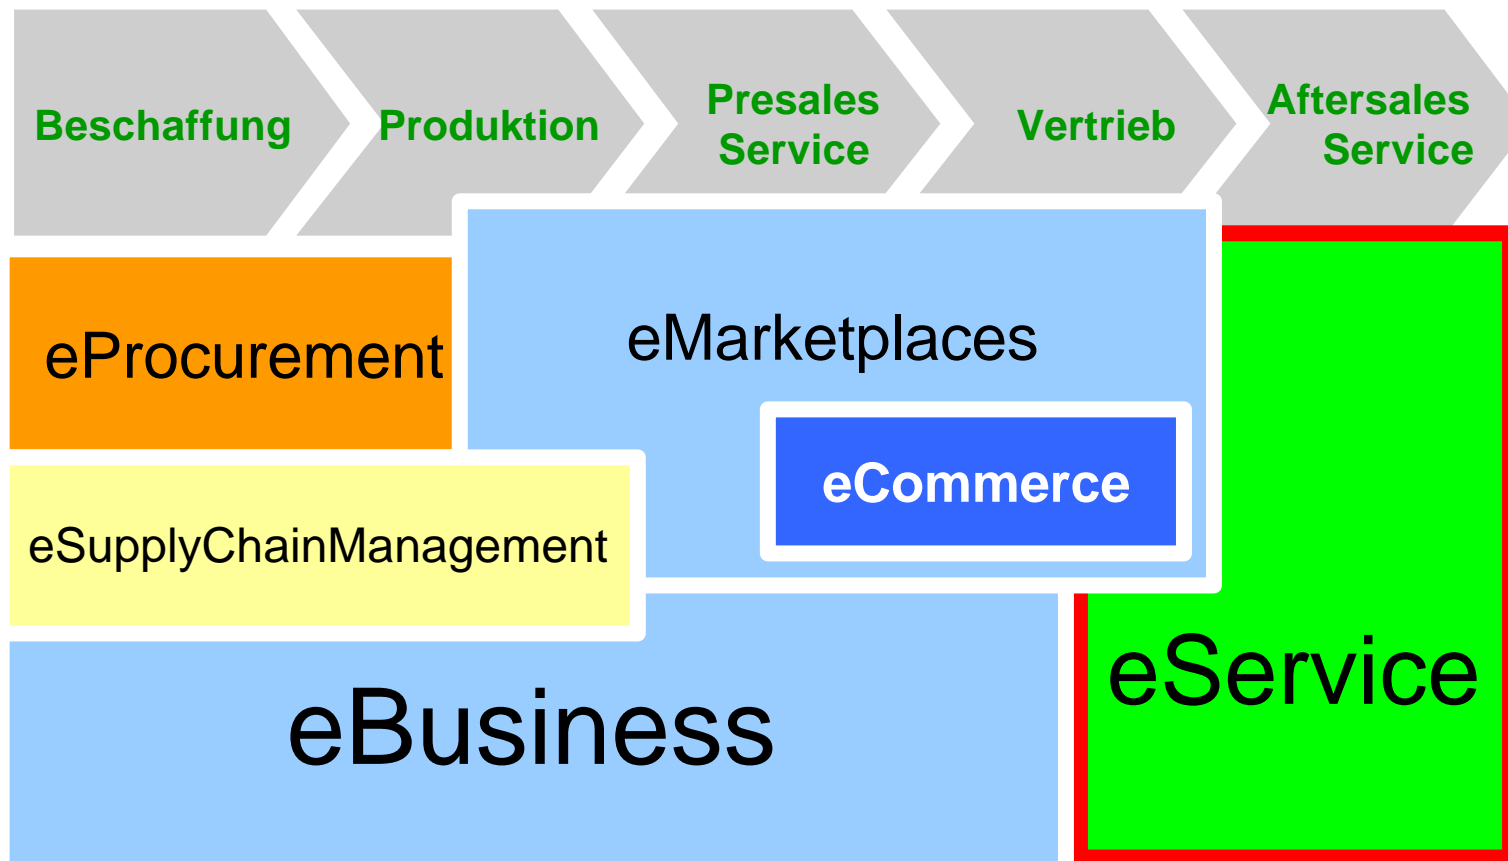 Beschaffung
Produktion
Presales
Service
Vertrieb
Aftersales
Service
eProcurement
eMarketplaces
eCommerce
eSupplyChainManagement
eService
eBusiness